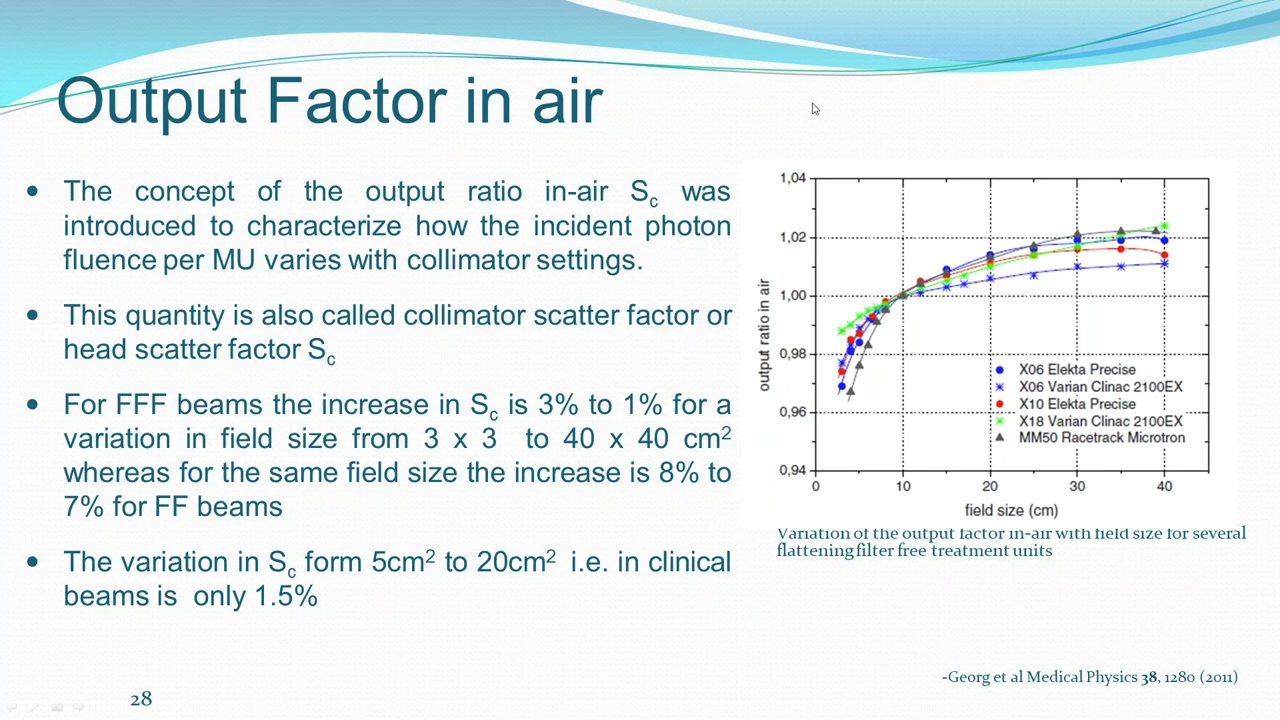 Output Factor in air
• The concept of the output ratio in-air Sc was
introduced to characterize how the incident photon
fluence per MU varies with collimator settings.
• This quantity is also called collimator scatter factor or
head scatter factor Sc
• For FFF beams the increase in Sc is 3% to 1% for a
variation in field size from 3 x 3 to 40 x 40 cm2
whereas for the same field size the increase is 8% to
7% for FF beams
• The variation in Sc form 5cm2 to 20cm2 i.e. in clinical
beams is only 1.5%
1,04
1,02
1,00
0,98
0,96
0,94
output ratio in air
X06 Elekta Precise
X06 Varian Clinac 2100EX
X10 Elekta Precise
X18 Varian Clinac 2100EX
MM50 Racetrack Microtron
0 10 20 30 40
field size (cm)
Variation of the output factor in-air with field size for several
flattening filter free treatment units
-Georg et al Medical Physics 38, 1280 (2011)
28